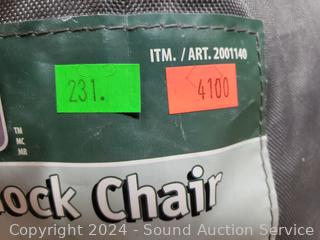 ITM. / ART. 2001140
231.
4100
TM
MC
MR
ock Chair
Copyright 2024 - Sound Auction Service